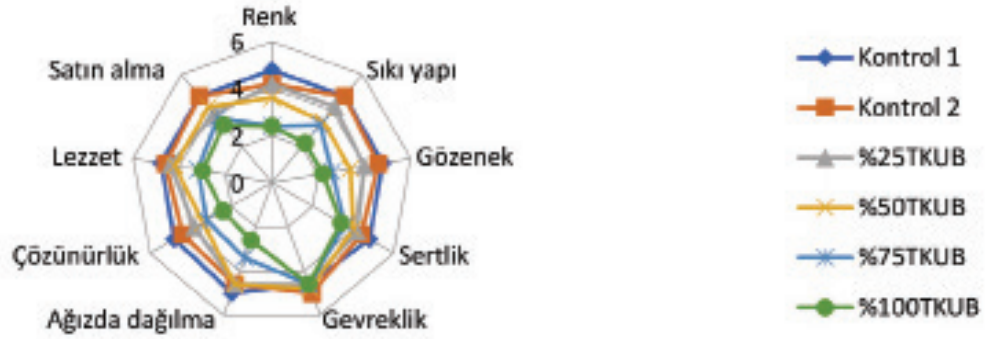 Renk
6
Satın alma
Sıkı yapı
4
2
Lezzet
Gözenek
0
Çözünürlük
Sertlik
Ağızda dağılma
Gevreklik
Kontrol 1
Kontrol 2
%25TKUB
%50TKUB
%75TKUB
%100TKUB